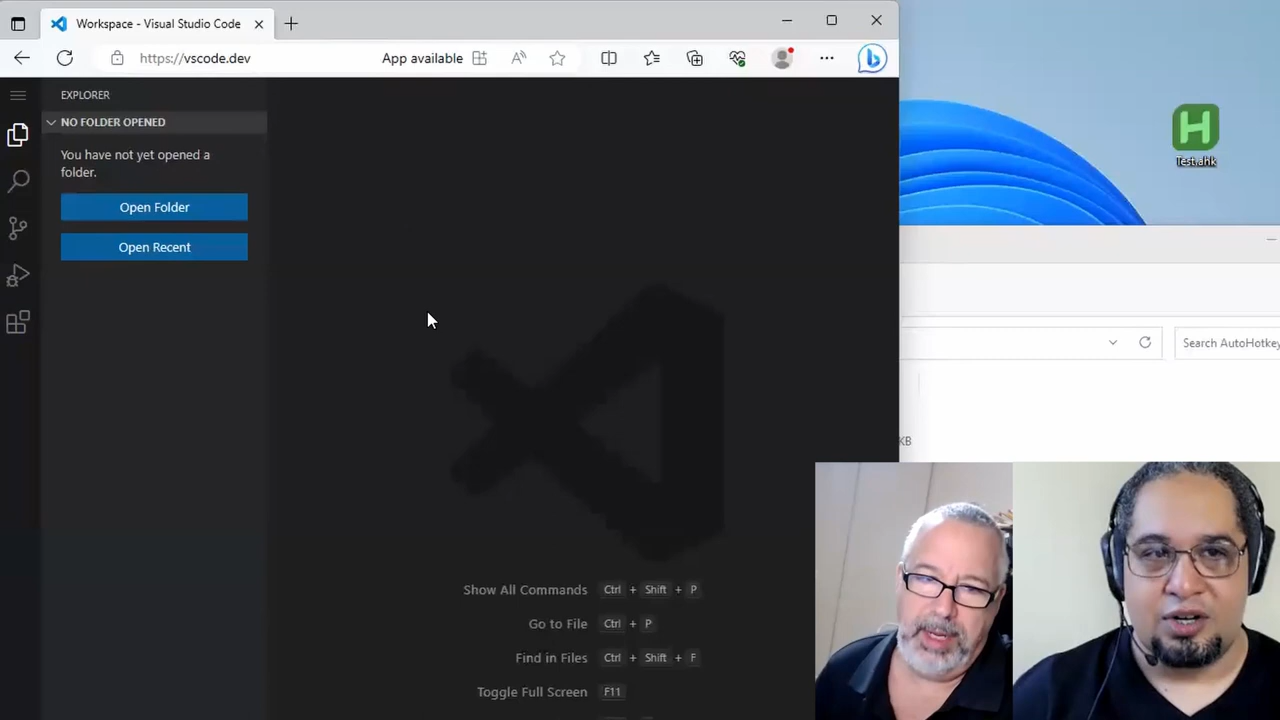 Workspace - Visual Studio Code
https://vscode.dev
App available
EXPLORER
NO FOLDER OPENED
You have not yet opened a
folder.
Open Folder
Open Recent
Show All Commands Ctrl + Shift + P
Go to File Ctrl + P
Find in Files Ctrl + Shift + F
Toggle Full Screen F11
Test.ahk
Search AutoHotkey
KB